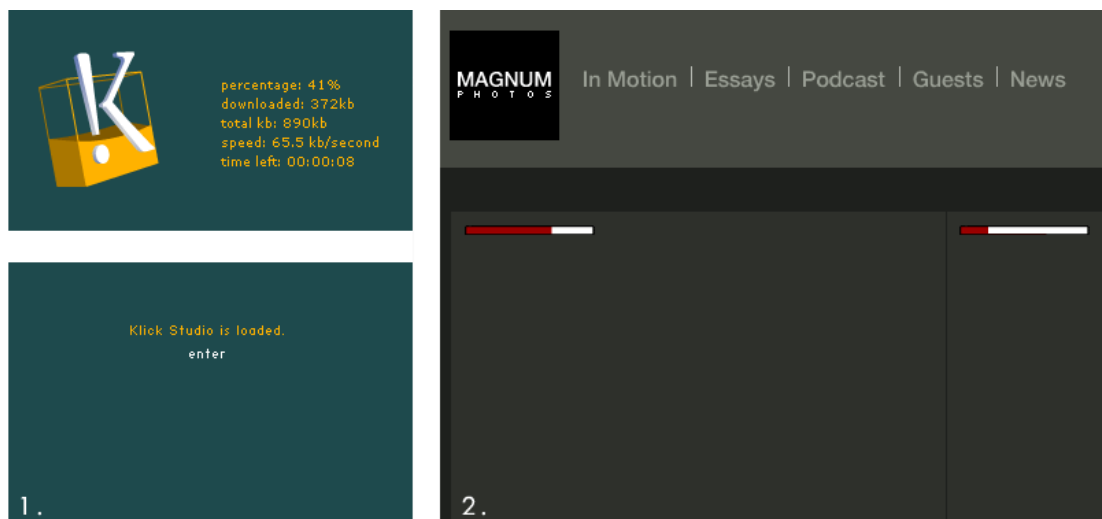 K
percentage: 41%
downloaded: 372kb
total kb: 890kb
speed: 65.5 kb/second
time left: 00:00:08
Klick Studio is loaded.
enter
1.
MAGNUM
PHOTOS
In Motion | Essays | Podcast | Guests | News
2.